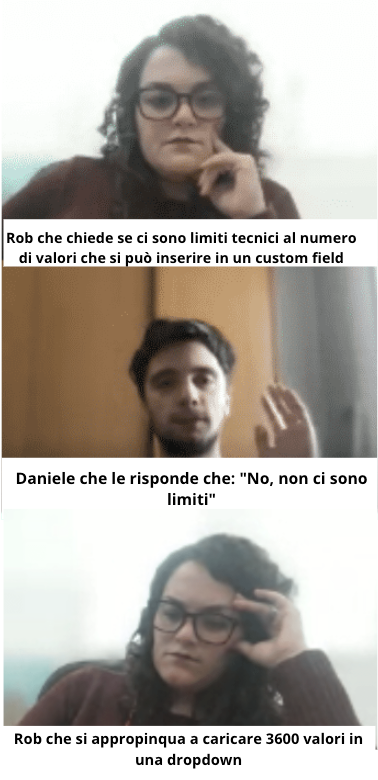 Rob che chiede se ci sono limiti tecnici al numero
di valori che si può inserire in un custom field
Daniele che le risponde che: "No, non ci sono
limiti"
Rob che si appropinqua a caricare 3600 valori in
una dropdown